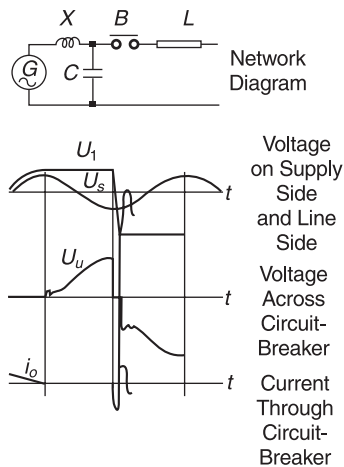 X B L
G C
Network
Diagram
U1
Us
t
Voltage
on Supply
Side
and Line
Side
Uu
t
Voltage
Across
Circuit-
Breaker
io
t
Current
Through
Circuit-
Breaker